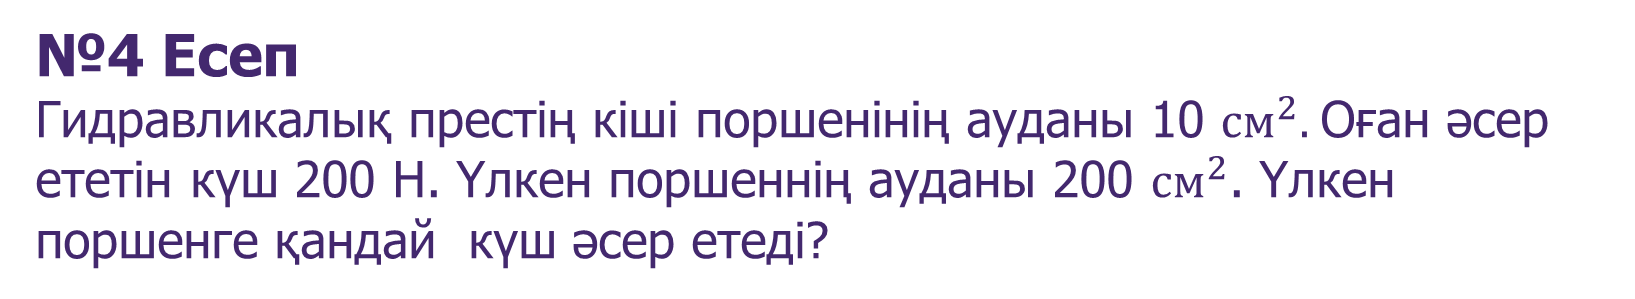 №4 Есеп
Гидравликалық престің кіші поршенінің ауданы 10 см². Оған әсер
ететін күш 200 Н. Үлкен поршеннің ауданы 200 см². Үлкен
поршенге қандай  күш әсер етеді?